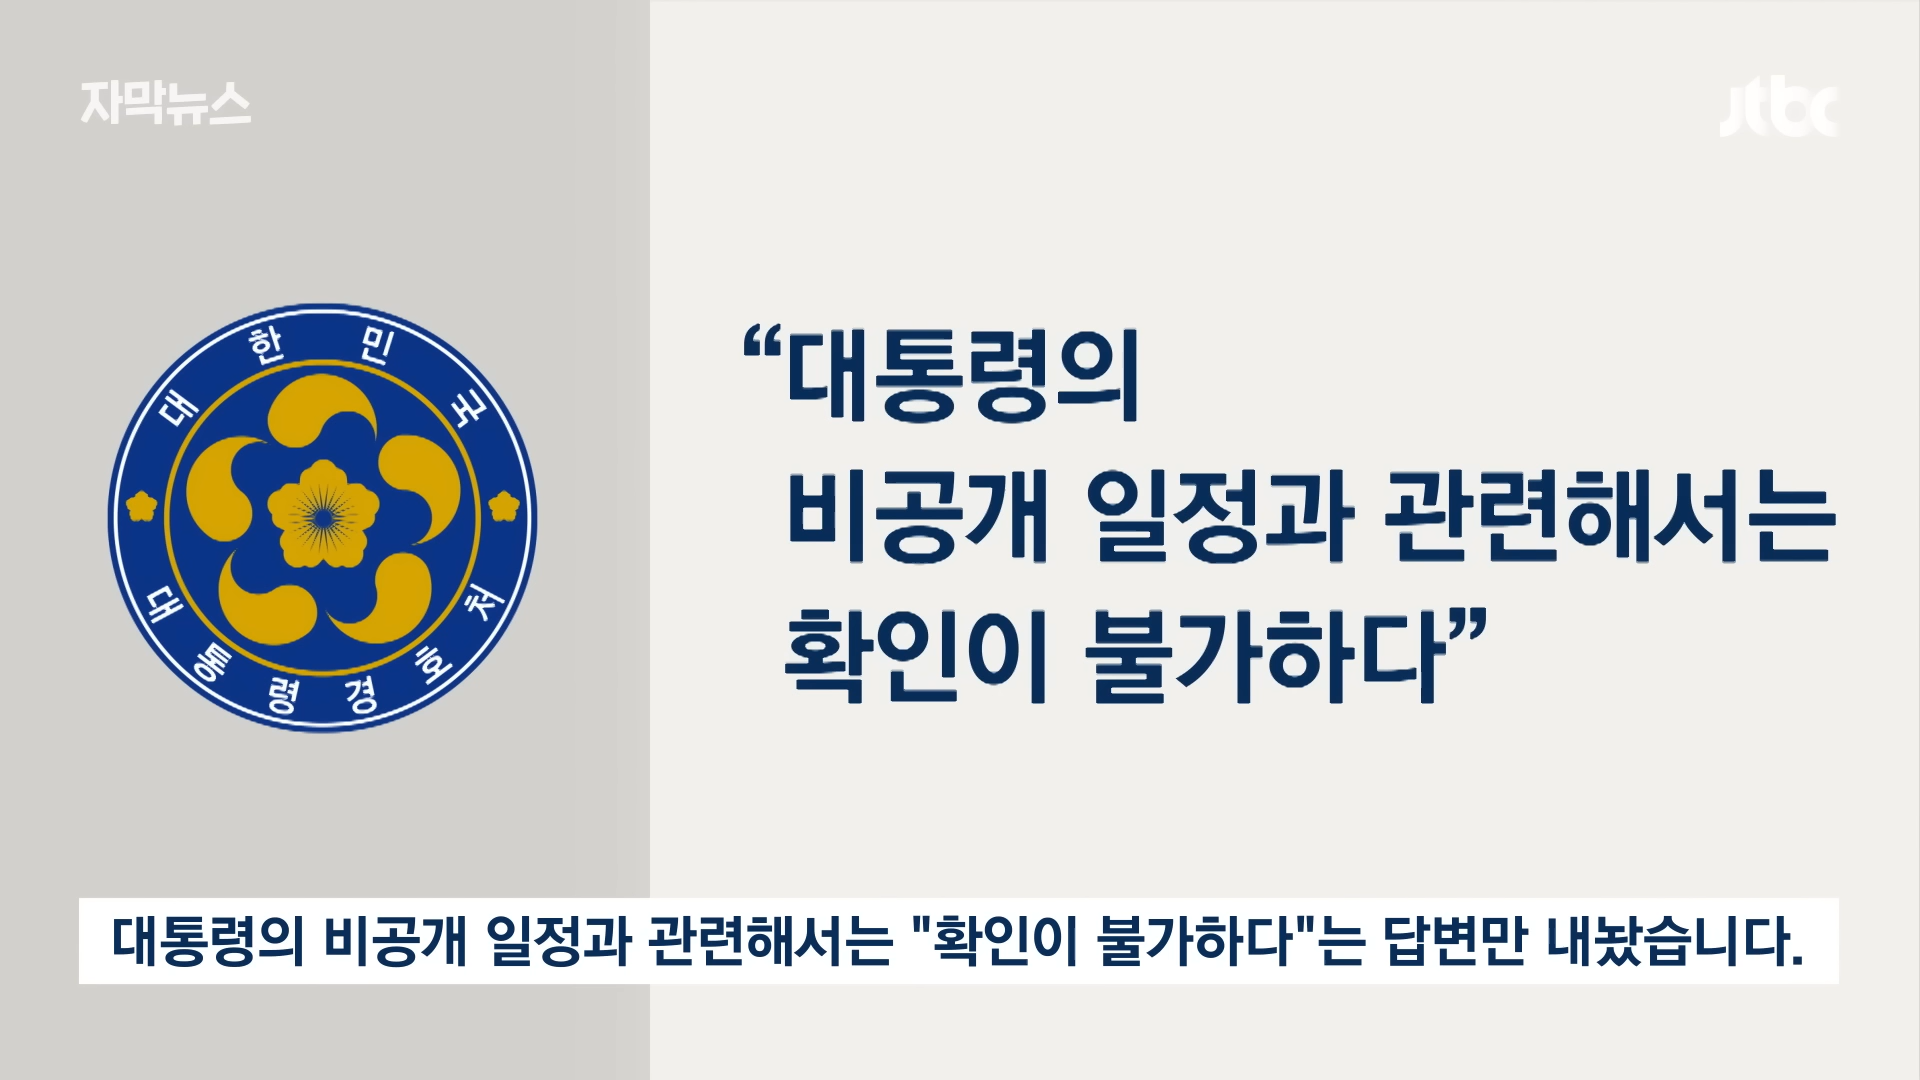 자막뉴스
jtbc
대한민국
대통령경호처
“대통령의
비공개 일정과 관련해서는
확인이 불가하다”
대통령의 비공개 일정과 관련해서는 "확인이 불가하다"는 답변만 내놨습니다.